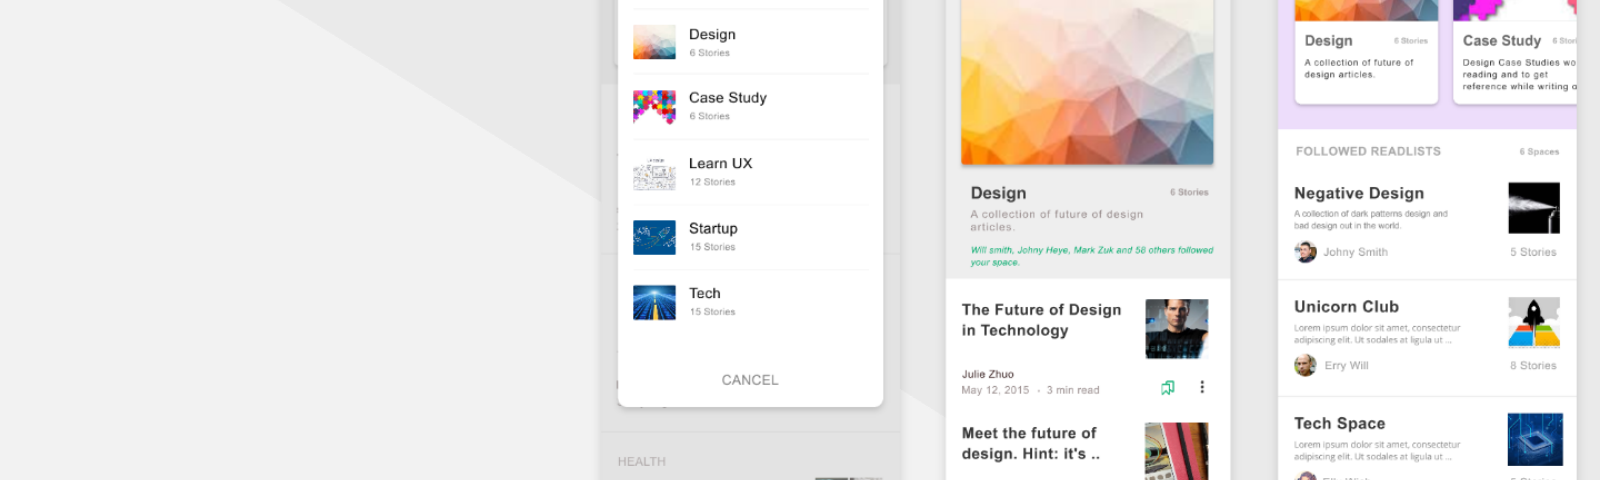 Design
6 Stories
Case Study
6 Stories
Learn UX
12 Stories
Startup
15 Stories
Tech
15 Stories
CANCEL
HEALTH
Design
6 Stories
A collection of future of design
articles.
Will smith, Johny Heye, Mark Zuk and 58 others followed
your space.
The Future of Design
in Technology
Julie Zhuo
May 12, 2015 · 3 min read
Meet the future of
design. Hint: it's ..
Design
6 Stories
A collection of future of
design articles.
Case Study
6
Design Case Studies
reading and to get
reference while writing
FOLLOWED READLISTS
6 Spaces
Negative Design
A collection of dark patterns design and
bad design out in the world.
Johny Smith
5 Stories
Unicorn Club
Lorem ipsum dolor sit amet, consectetur
adipiscing elit. Ut sodales at ligula ut ...
Erry Will
8 Stories
Tech Space
Lorem ipsum dolor sit amet, consectetur
adipiscing elit. Ut sodales at ligula ut ...